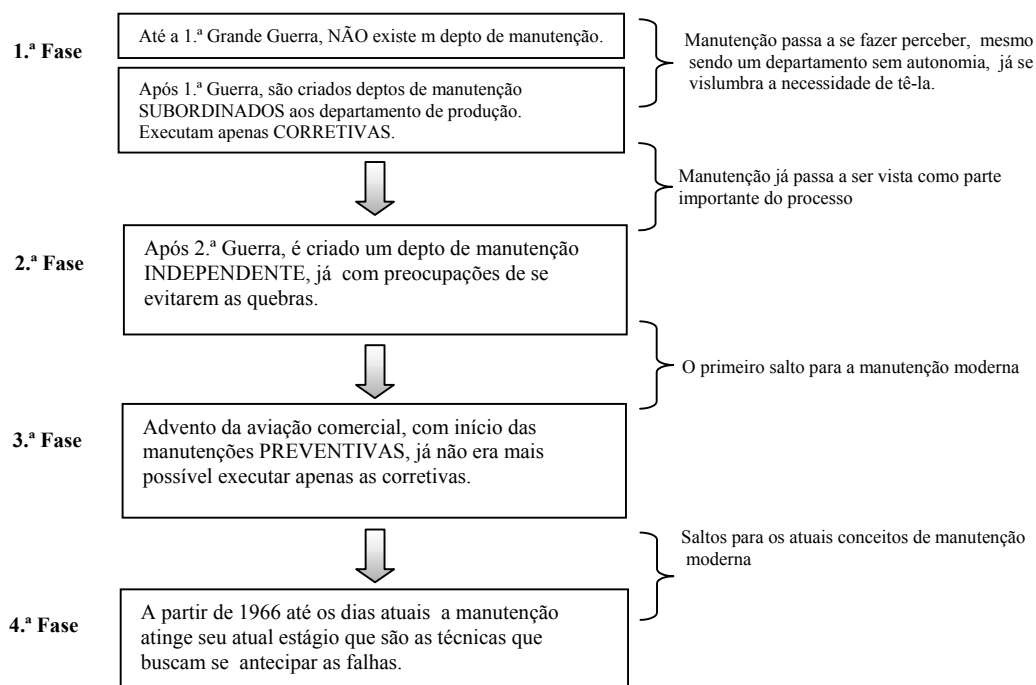 1.ª Fase
Até a 1.ª Grande Guerra, NÃO existe m depto de manutenção.
Após 1.ª Guerra, são criados deptos de manutenção
SUBORDINADOS aos departamento de produção.
Executam apenas CORRETIVAS.
Manutenção passa a se fazer perceber, mesmo
sendo um departamento sem autonomia, já se
vislumbra a necessidade de tê-la.
Manutenção já passa a ser vista como parte
importante do processo
2.ª Fase
Após 2.ª Guerra, é criado um depto de manutenção
INDEPENDENTE, já com preocupações de se
evitarem as quebras.
O primeiro salto para a manutenção moderna
3.ª Fase
Advento da aviação comercial, com início das
manutenções PREVENTIVAS, já não era mais
possível executar apenas as corretivas.
Saltos para os atuais conceitos de manutenção
moderna
4.ª Fase
A partir de 1966 até os dias atuais a manutenção
atinge seu atual estágio que são as técnicas que
buscam se antecipar as falhas.